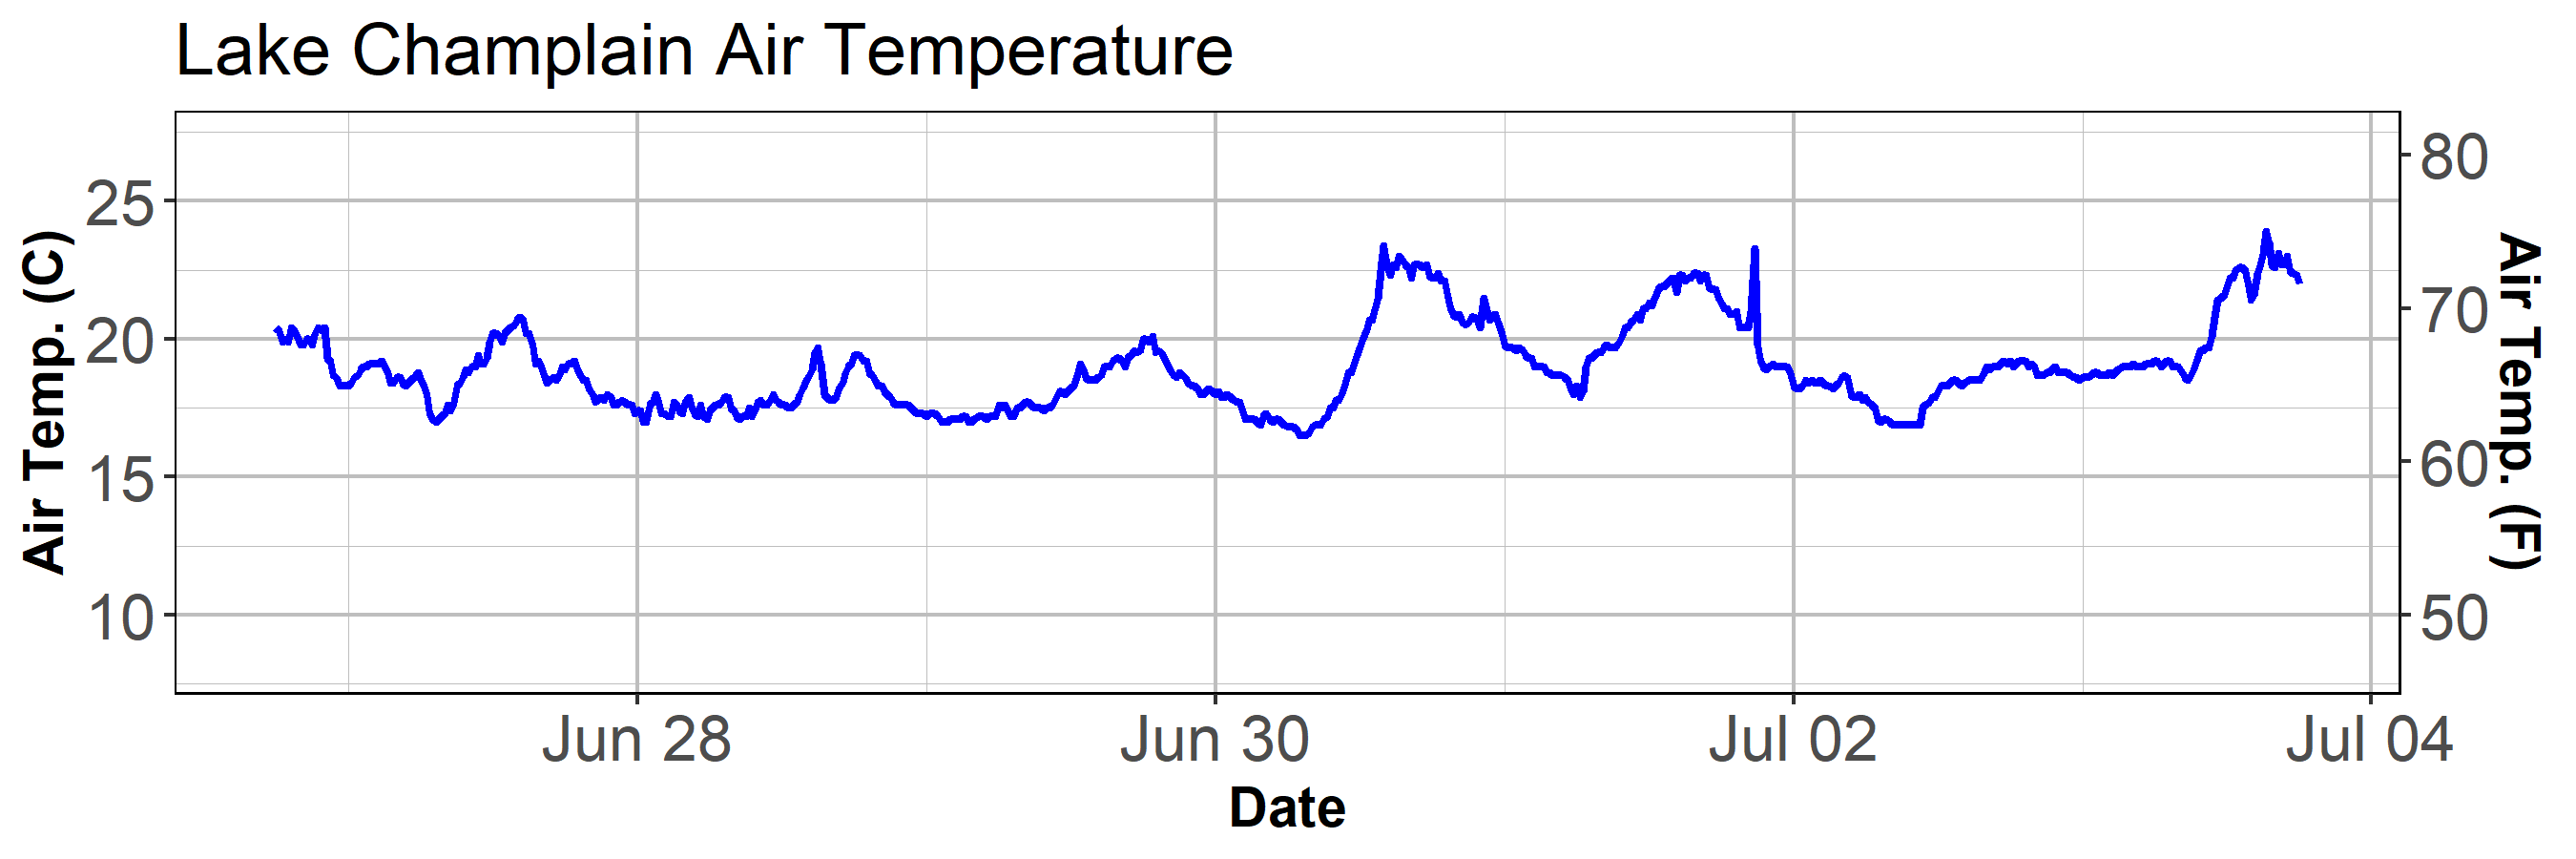 Lake Champlain Air Temperature
Air Temp. (C)
25
20
15
10
80
70
60
50
Air Temp. (F)
Jun 28
Jun 30
Jul 02
Jul 04
Date